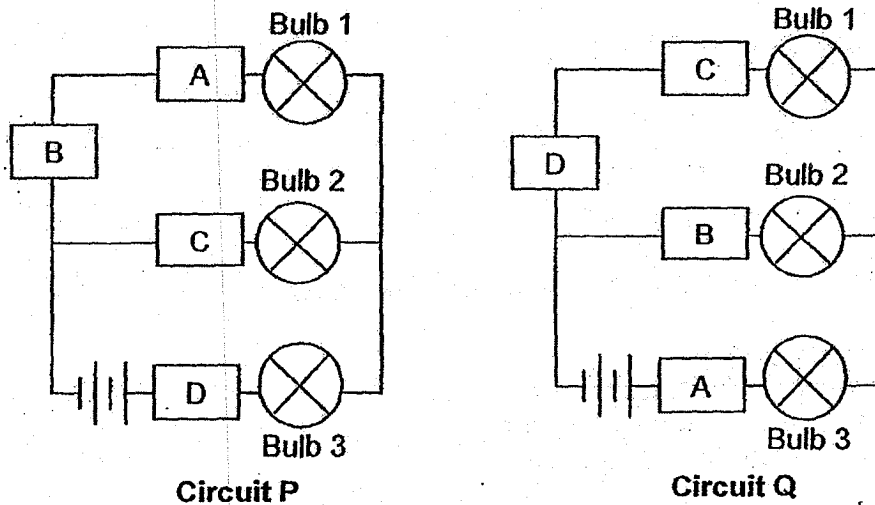 Bulb 1
A
B
Bulb 2
C
D
Bulb 3
Circuit P
Bulb 1
C
D
Bulb 2
B
A
Bulb 3
Circuit Q